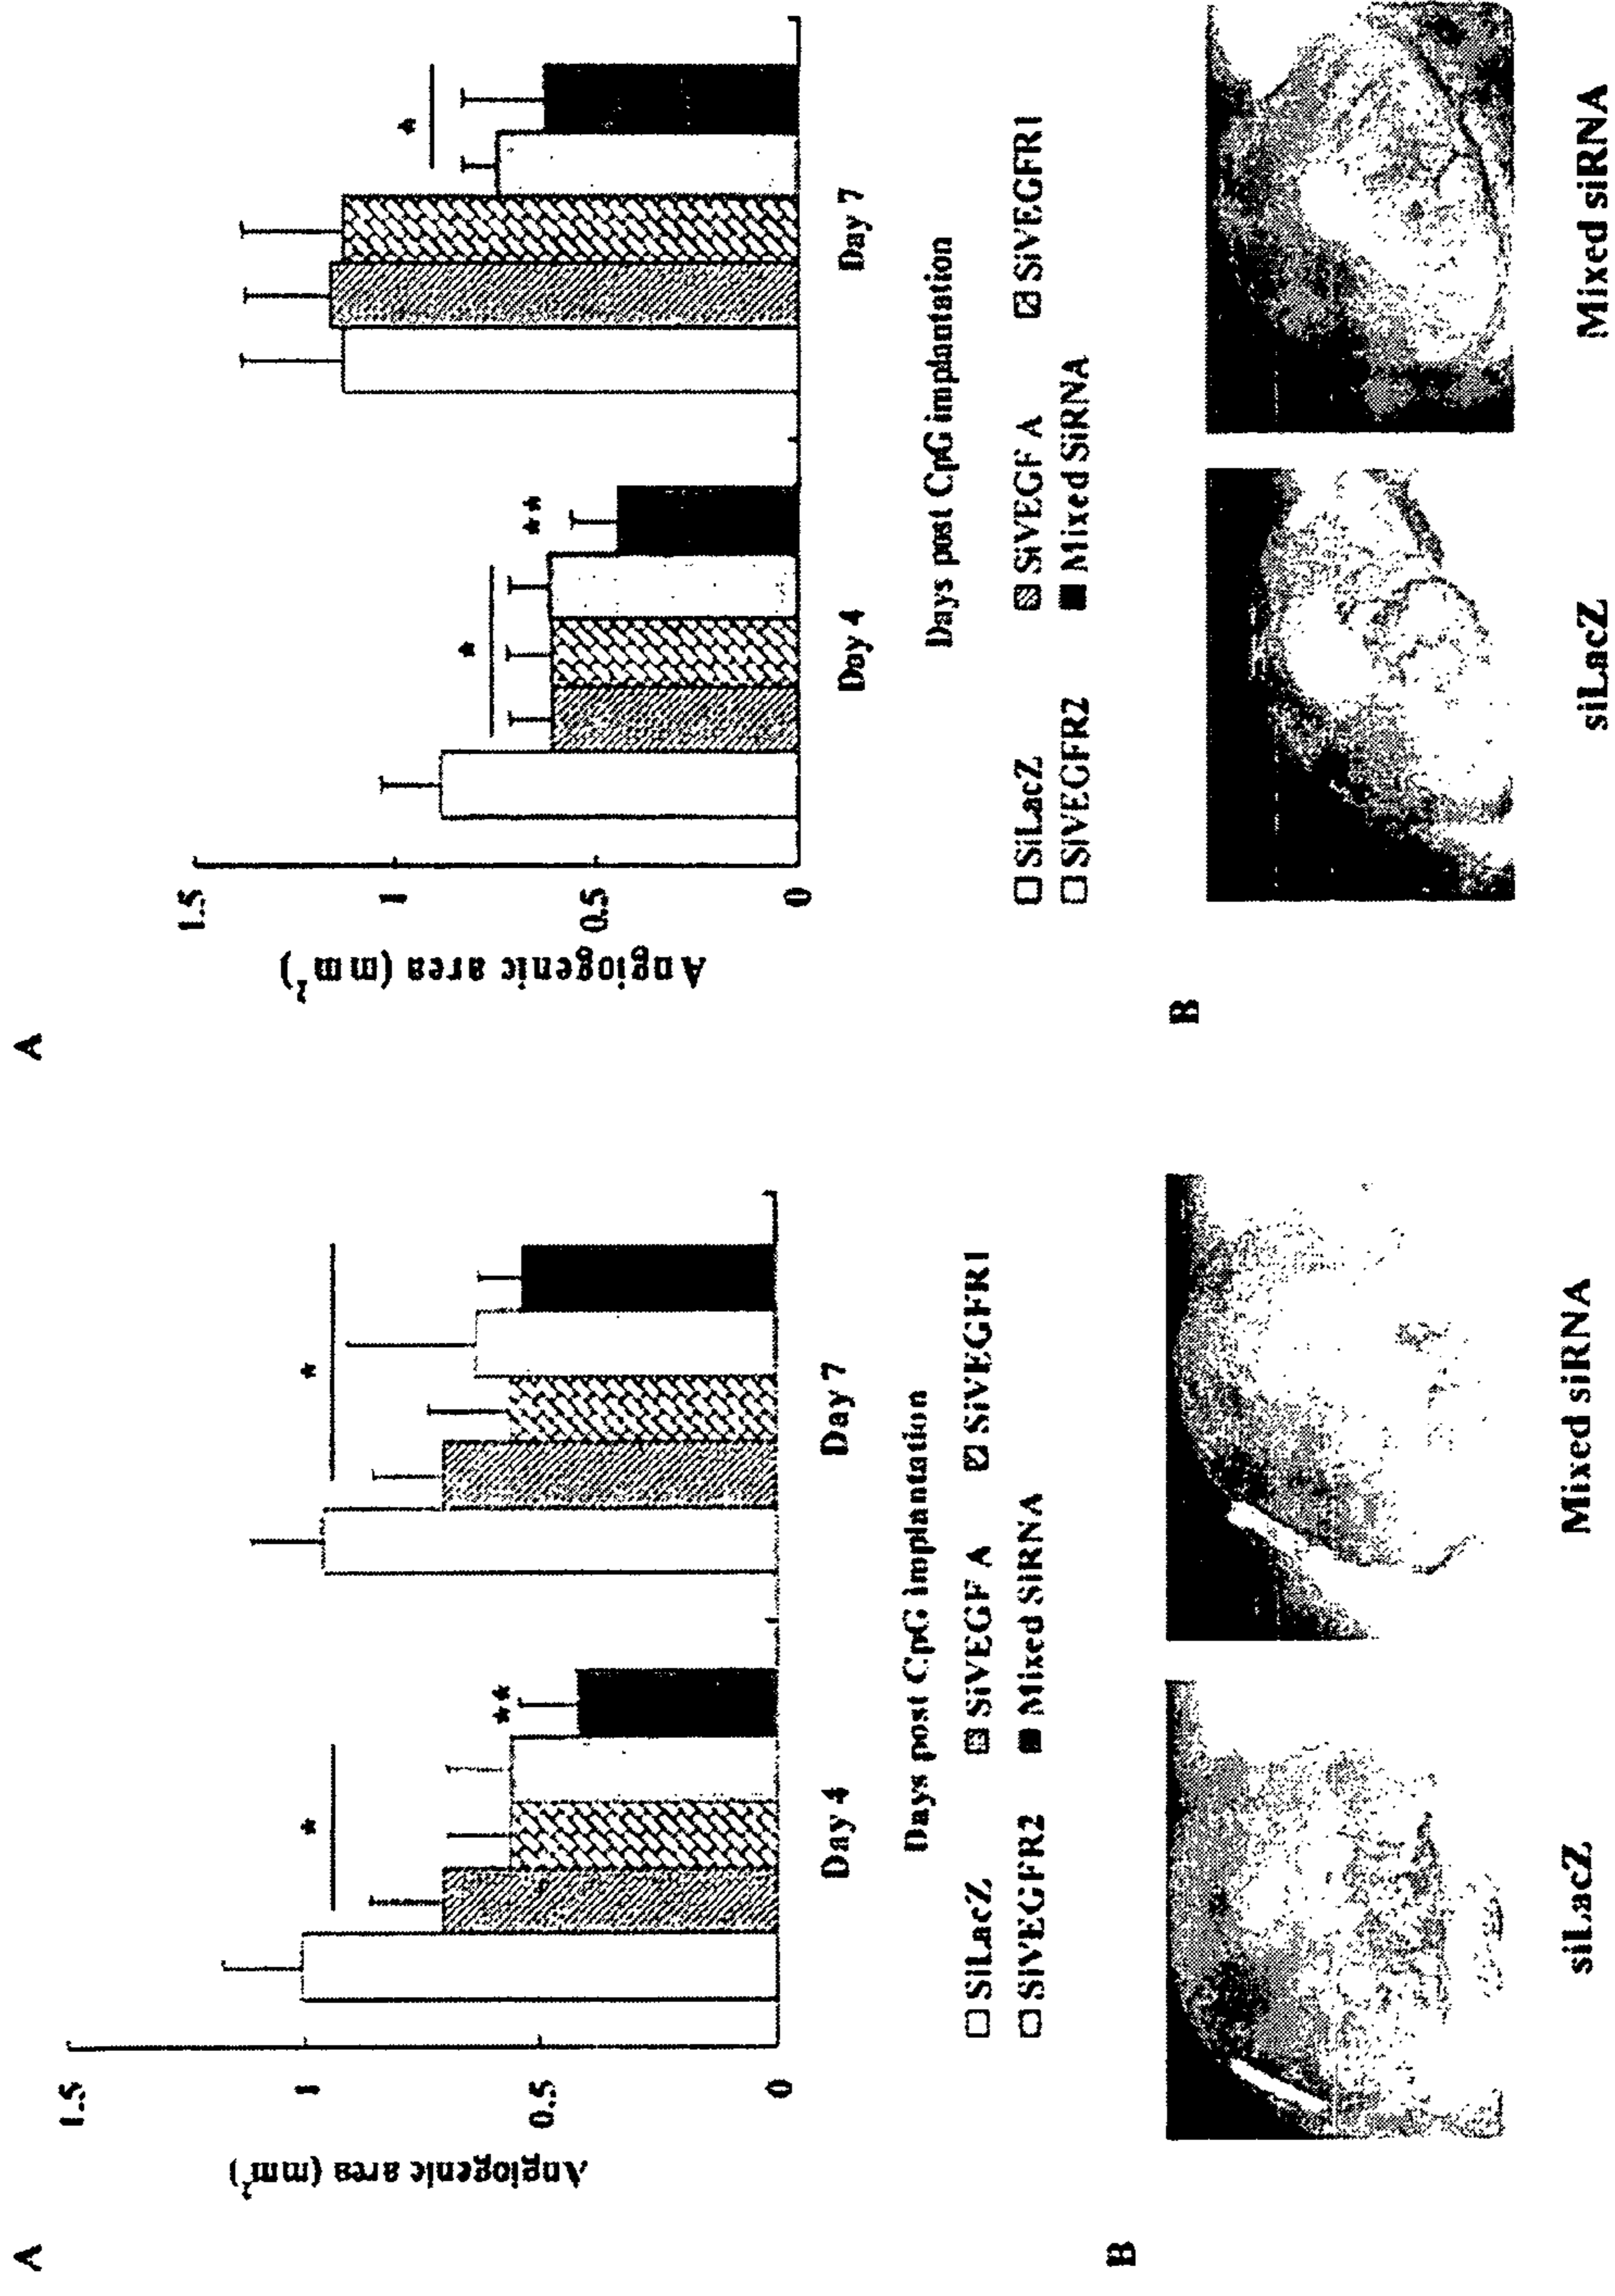 A
Angiogenic area (mm²)
1.5
1
0.5
0
*
**
*
Day 4
Day 7
Days post CpG implantation
SiLacZ
SiVEGF A
SiVEGFR1
SiVEGFR2
Mixed SiRNA
B
siLacZ
Mixed siRNA
A
Angiogenic area (mm²)
1.5
1
0.5
0
*
**
*
Day 4
Day 7
Days post CpG implantation
SiLacZ
SiVEGF A
SiVEGFR1
SiVEGFR2
Mixed SiRNA
B
siLacZ
Mixed siRNA